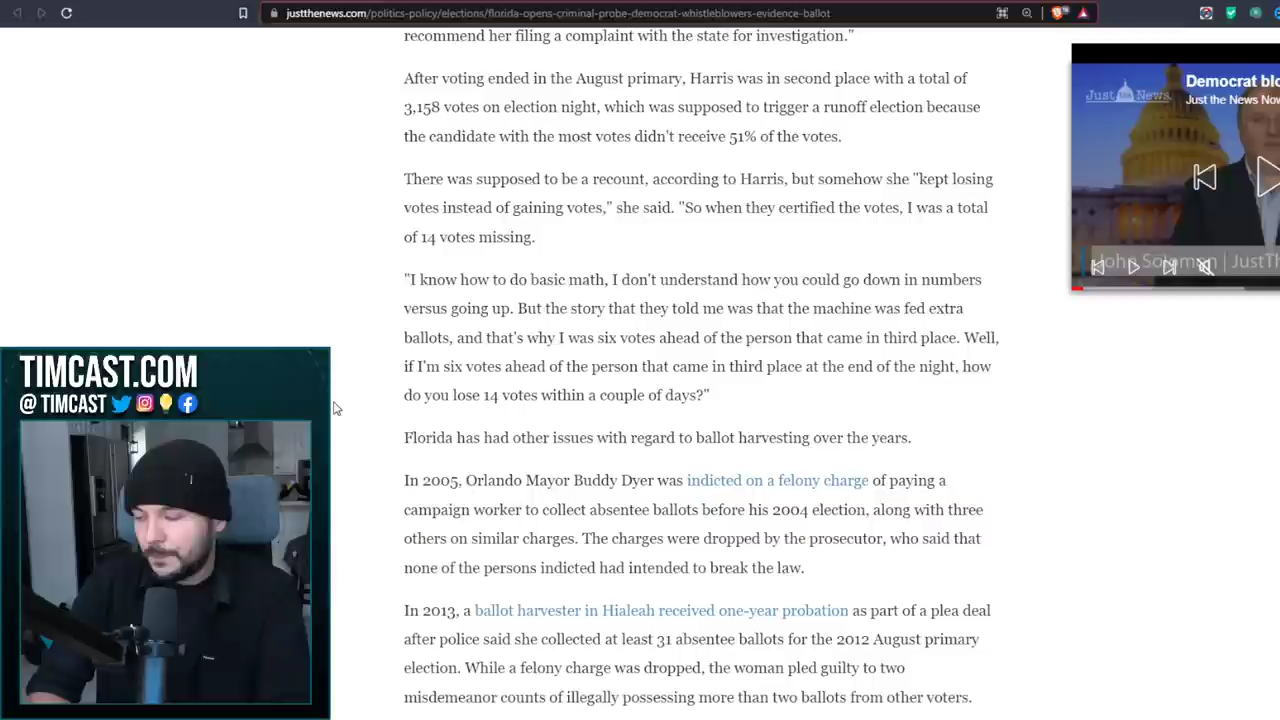 justthenews.com/politics-policy/elections/florida-opens-criminal-probe-democrat-whistleblowers-evidence-ballot
recommend her filing a complaint with the state for investigation."
After voting ended in the August primary, Harris was in second place with a total of
3,158 votes on election night, which was supposed to trigger a runoff election because
the candidate with the most votes didn't receive 51% of the votes.
There was supposed to be a recount, according to Harris, but somehow she "kept losing
votes instead of gaining votes," she said. "So when they certified the votes, I was a total
of 14 votes missing.
"I know how to do basic math, I don't understand how you could go down in numbers
versus going up. But the story that they told me was that the machine was fed extra
ballots, and that's why I was six votes ahead of the person that came in third place. Well,
if I'm six votes ahead of the person that came in third place at the end of the night, how
do you lose 14 votes within a couple of days?"
Florida has had other issues with regard to ballot harvesting over the years.
In 2005, Orlando Mayor Buddy Dyer was indicted on a felony charge of paying a
campaign worker to collect absentee ballots before his 2004 election, along with three
others on similar charges. The charges were dropped by the prosecutor, who said that
none of the persons indicted had intended to break the law.
In 2013, a ballot harvester in Hialeah received one-year probation as part of a plea deal
after police said she collected at least 31 absentee ballots for the 2012 August primary
election. While a felony charge was dropped, the woman pled guilty to two
misdemeanor counts of illegally possessing more than two ballots from other voters.
Just the News
Democrat blo
Just the News Now
John Solomon | JustTh
TIMCAST.COM
@ TIMCAST